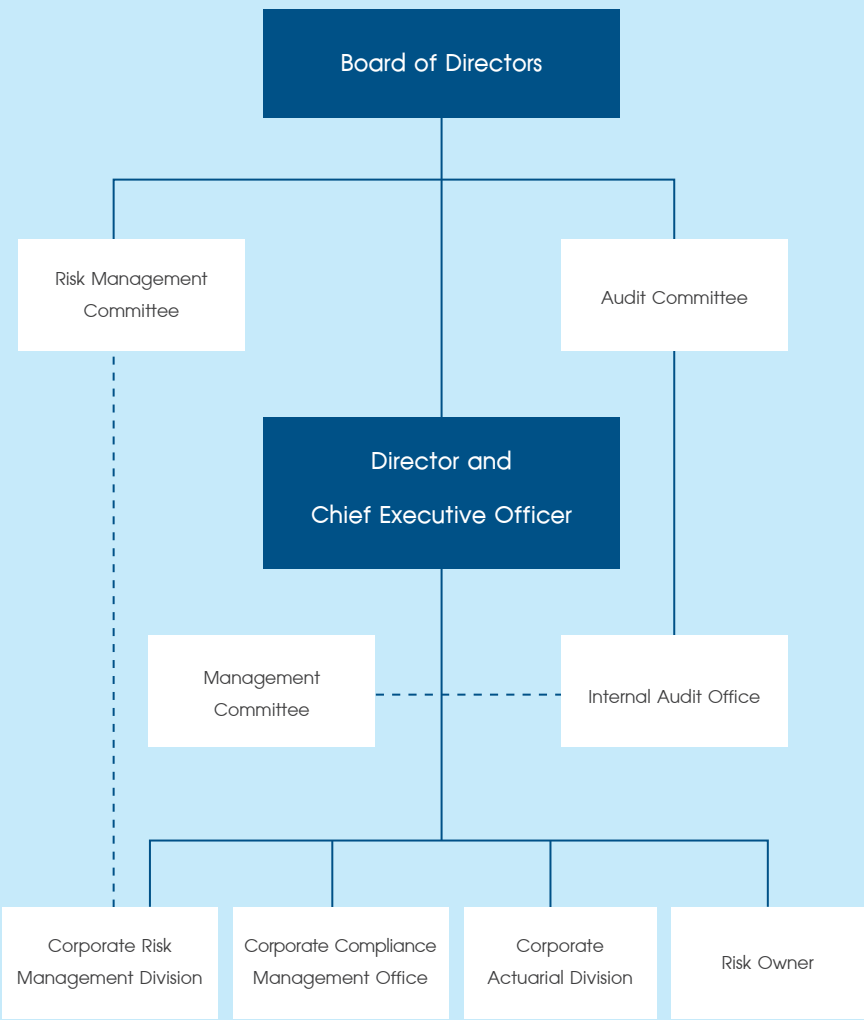 Board of Directors
Risk Management
Committee
Audit Committee
Director and
Chief Executive Officer
Management
Committee
Internal Audit Office
Corporate Risk
Management Division
Corporate Compliance
Management Office
Corporate
Actuarial Division
Risk Owner